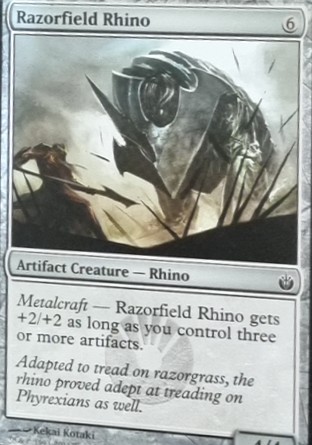 Razorfield Rhino 6
Artifact Creature — Rhino
Metalcraft — Razorfield Rhino gets
+2/+2 as long as you control three
or more artifacts.
Adapted to tread on razorgrass, the
rhino proved adept at treading on
Phyrexians as well.
Kekai Kotaki
4/4